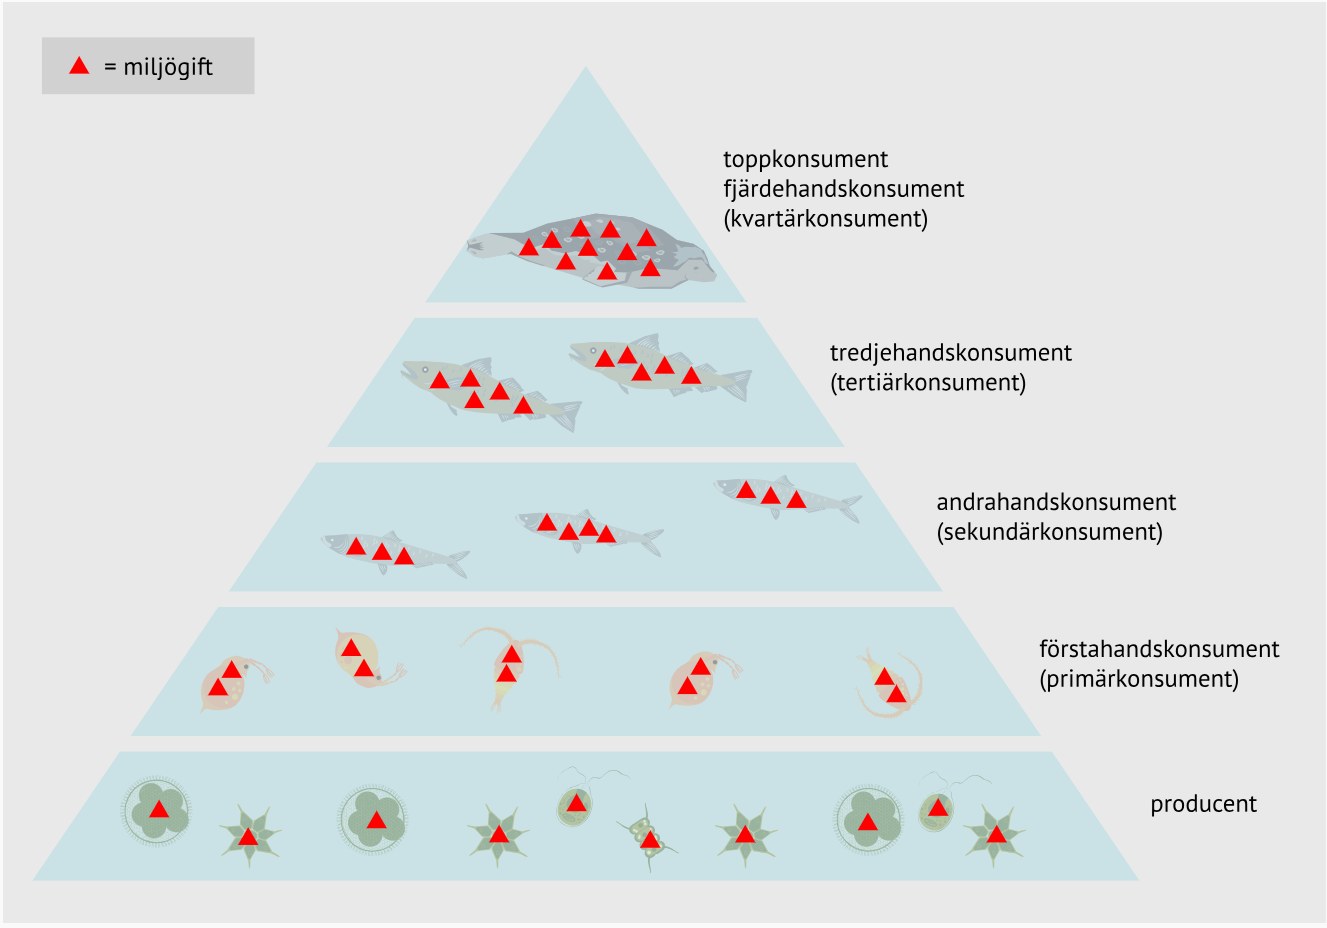 = miljögift
toppkonsument
fjärdehandskonsument
(kvartärkonsument)
tredjehandskonsument
(tertiärkonsument)
andrahandskonsument
(sekundärkonsument)
förstahandskonsument
(primärkonsument)
producent